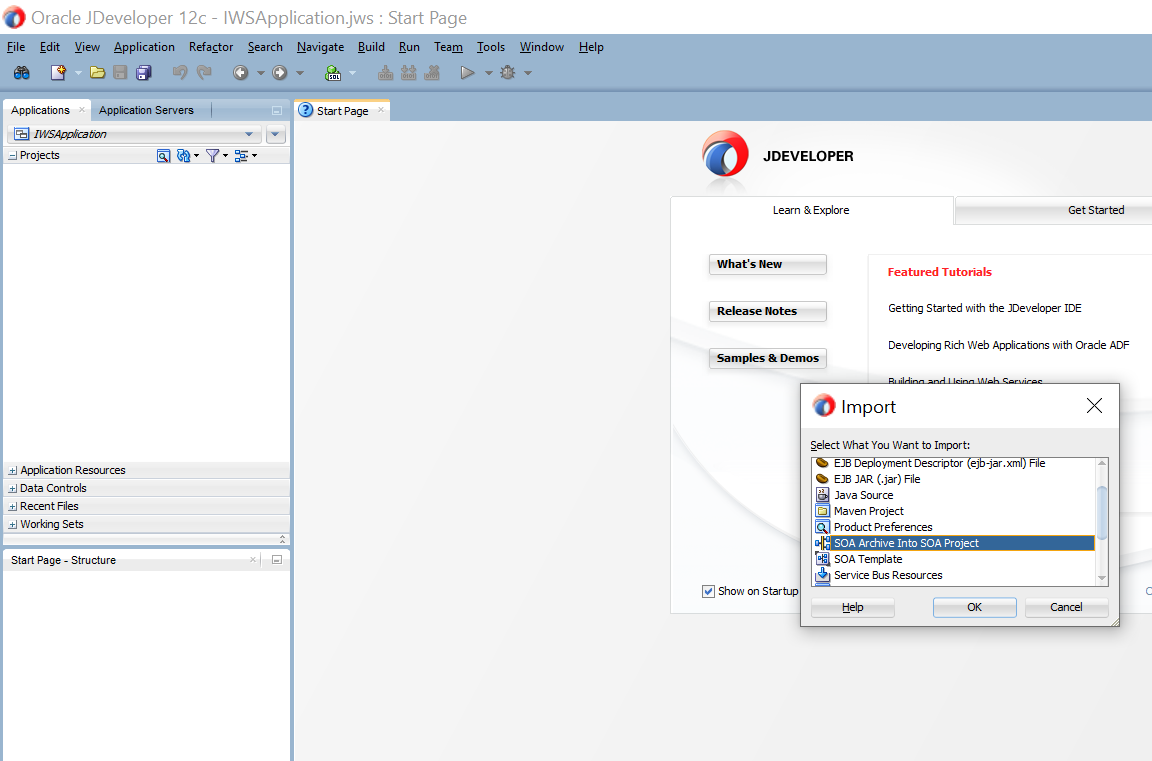 Oracle JDeveloper 12c - IWSApplication.jws : Start Page
File Edit View Application Refactor Search Navigate Build Run Team Tools Window Help
SQL
Applications Application Servers
Start Page
IWSApplication
Projects
JDEVELOPER
Learn & Explore
Get Started
What's New
Release Notes
Samples & Demos
Featured Tutorials
Getting Started with the JDeveloper IDE
Developing Rich Web Applications with Oracle ADF
Building and Using Web Services
Application Resources
Data Controls
Recent Files
Working Sets
Start Page - Structure
Show on Startup
Import
Select What You Want to Import:
EJB Deployment Descriptor (ejb-jar.xml) File
EJB JAR (.jar) File
Java Source
Maven Project
Product Preferences
SOA Archive Into SOA Project
SOA Template
Service Bus Resources
Help OK Cancel